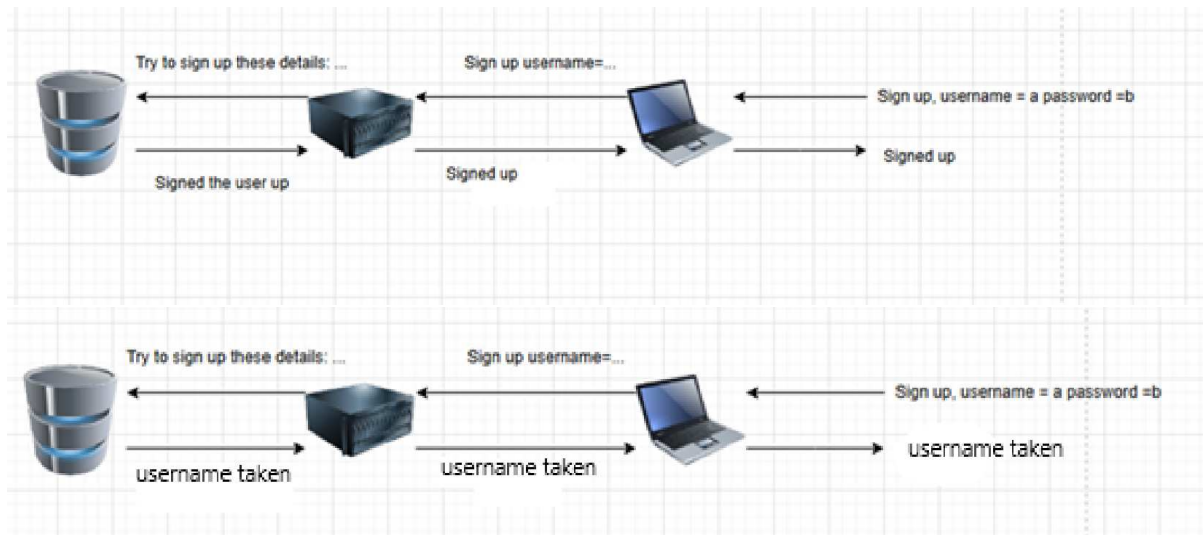 Try to sign up these details: ...
Sign up username=...
Sign up, username = a password =b
Signed the user up
Signed up
Signed up
Try to sign up these details: ...
Sign up username=...
Sign up, username = a password =b
username taken
username taken
username taken